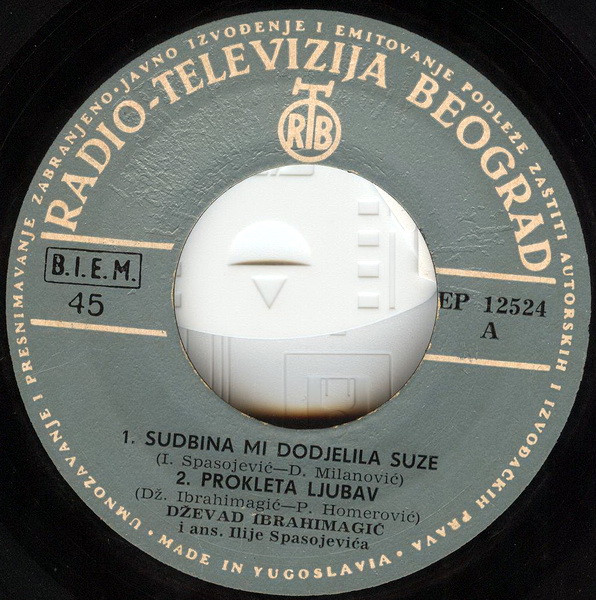 UMNOŽAVANJE I PRESNIMAVANJE ZABRANJENO • JAVNO IZVOĐENJE I EMITOVANJE PODLEŽE ZAŠTITI AUTORSKIH I IZVOĐAČKIH PRAVA •
RADIO-TELEVIZIJA BEOGRAD
RTB
B.I.E.M.
45
EP 12524
A
1. SUDBINA MI DODJELILA SUZE
(I. Spasojević—D. Milanović)
2. PROKLETA LJUBAV
(Dž. Ibrahimagić—P. Homerović)
DŽEVAD IBRAHIMAGIĆ
i ans. Ilije Spasojevića
• MADE IN YUGOSLAVIA •